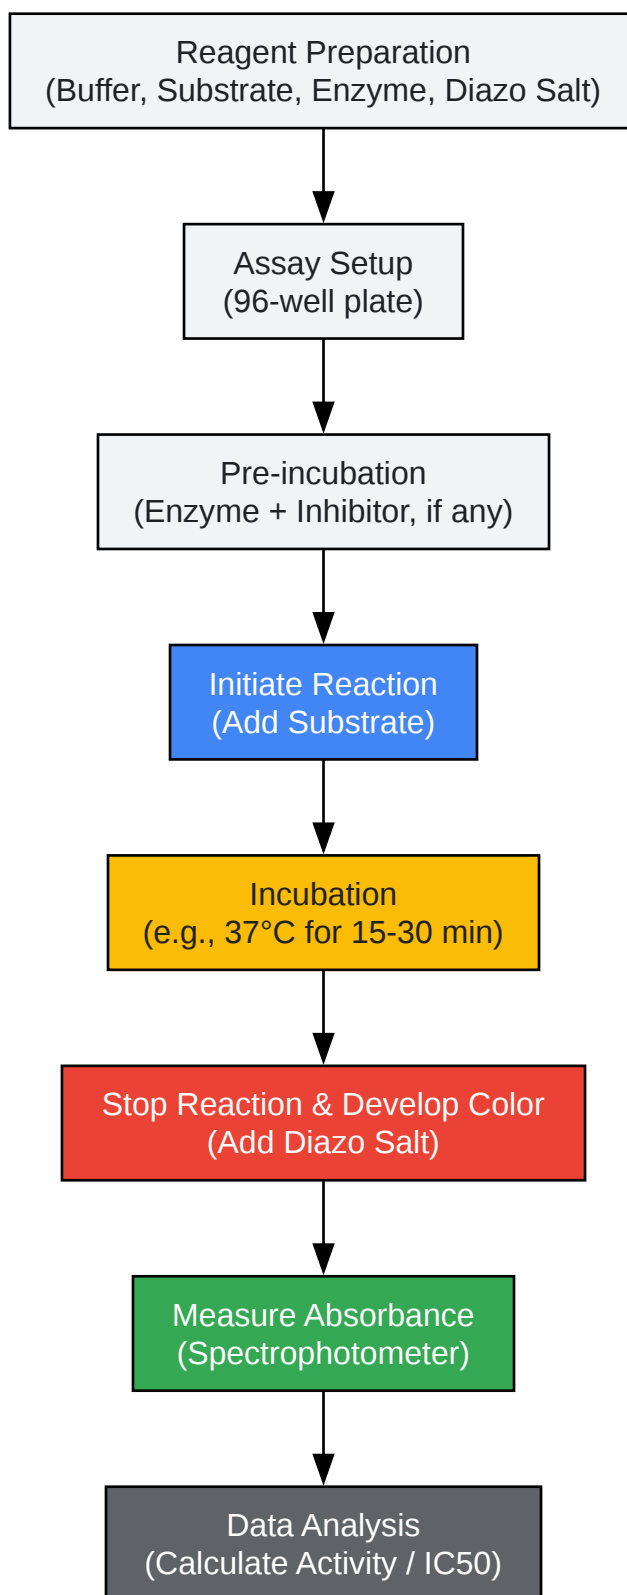 Reagent Preparation
(Buffer, Substrate, Enzyme, Diazo Salt)
Assay Setup
(96-well plate)
Pre-incubation
(Enzyme + Inhibitor, if any)
Initiate Reaction
(Add Substrate)
Incubation
(e.g., 37°C for 15-30 min)
Stop Reaction & Develop Color
(Add Diazo Salt)
Measure Absorbance
(Spectrophotometer)
Data Analysis
(Calculate Activity / IC50)